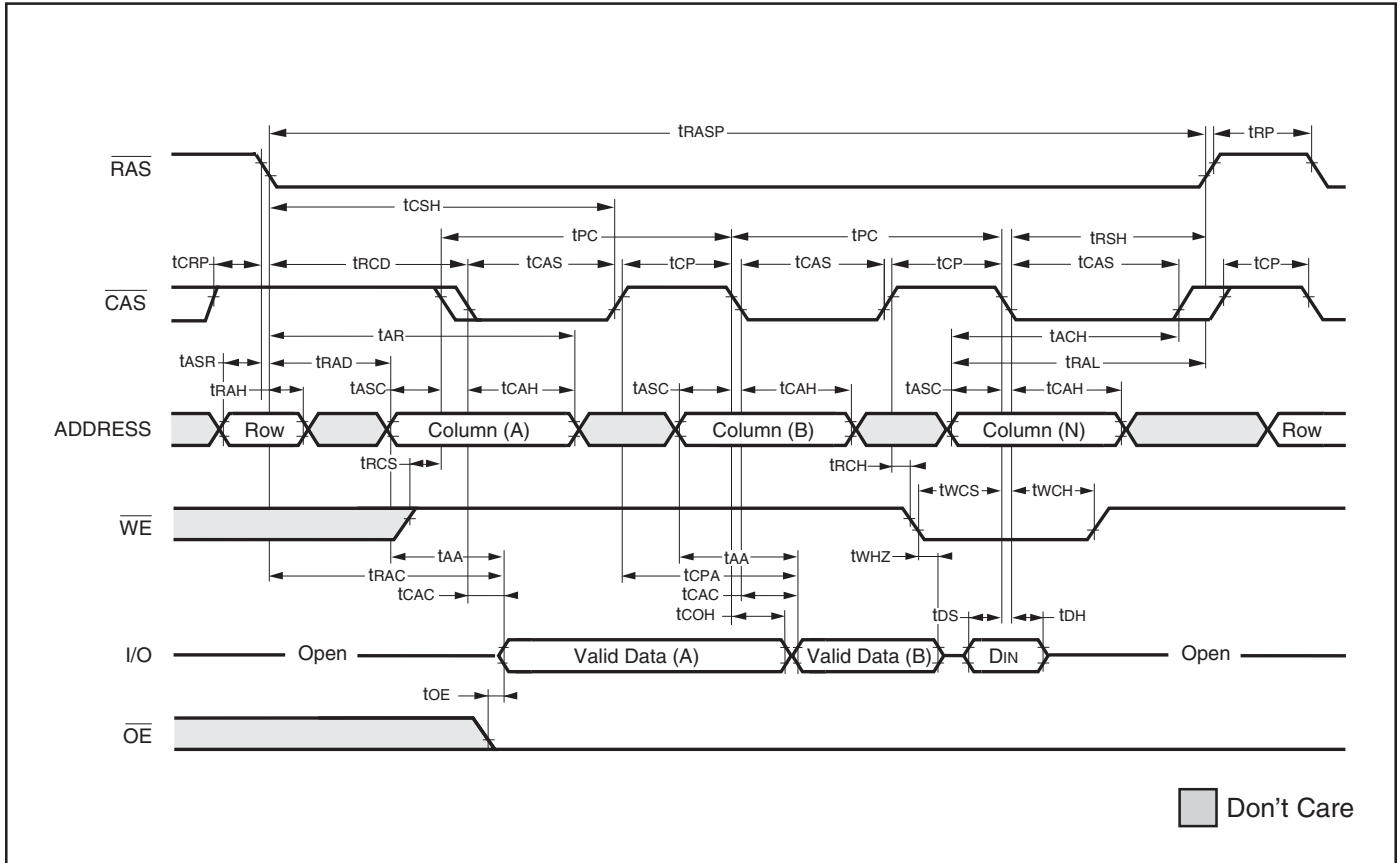 tRASP tRP
RAS
tCSH
tPC tPC tRSH
tCRP tRCD tCAS tCP tCAS tCP tCAS tCP
CAS
tAR tACH
tASR tRAD tRAL
tRAH tASC tCAH tASC tCAH tASC tCAH
ADDRESS Row Column (A) Column (B) Column (N) Row
tRCS tRCH
tWCS tWCH
WE
tAA tAA tWHZ
tRAC tCPA
tCAC tCAC
tCOH tDS tDH
I/O Open Valid Data (A) Valid Data (B) DIN Open
tOE
OE
Don't Care